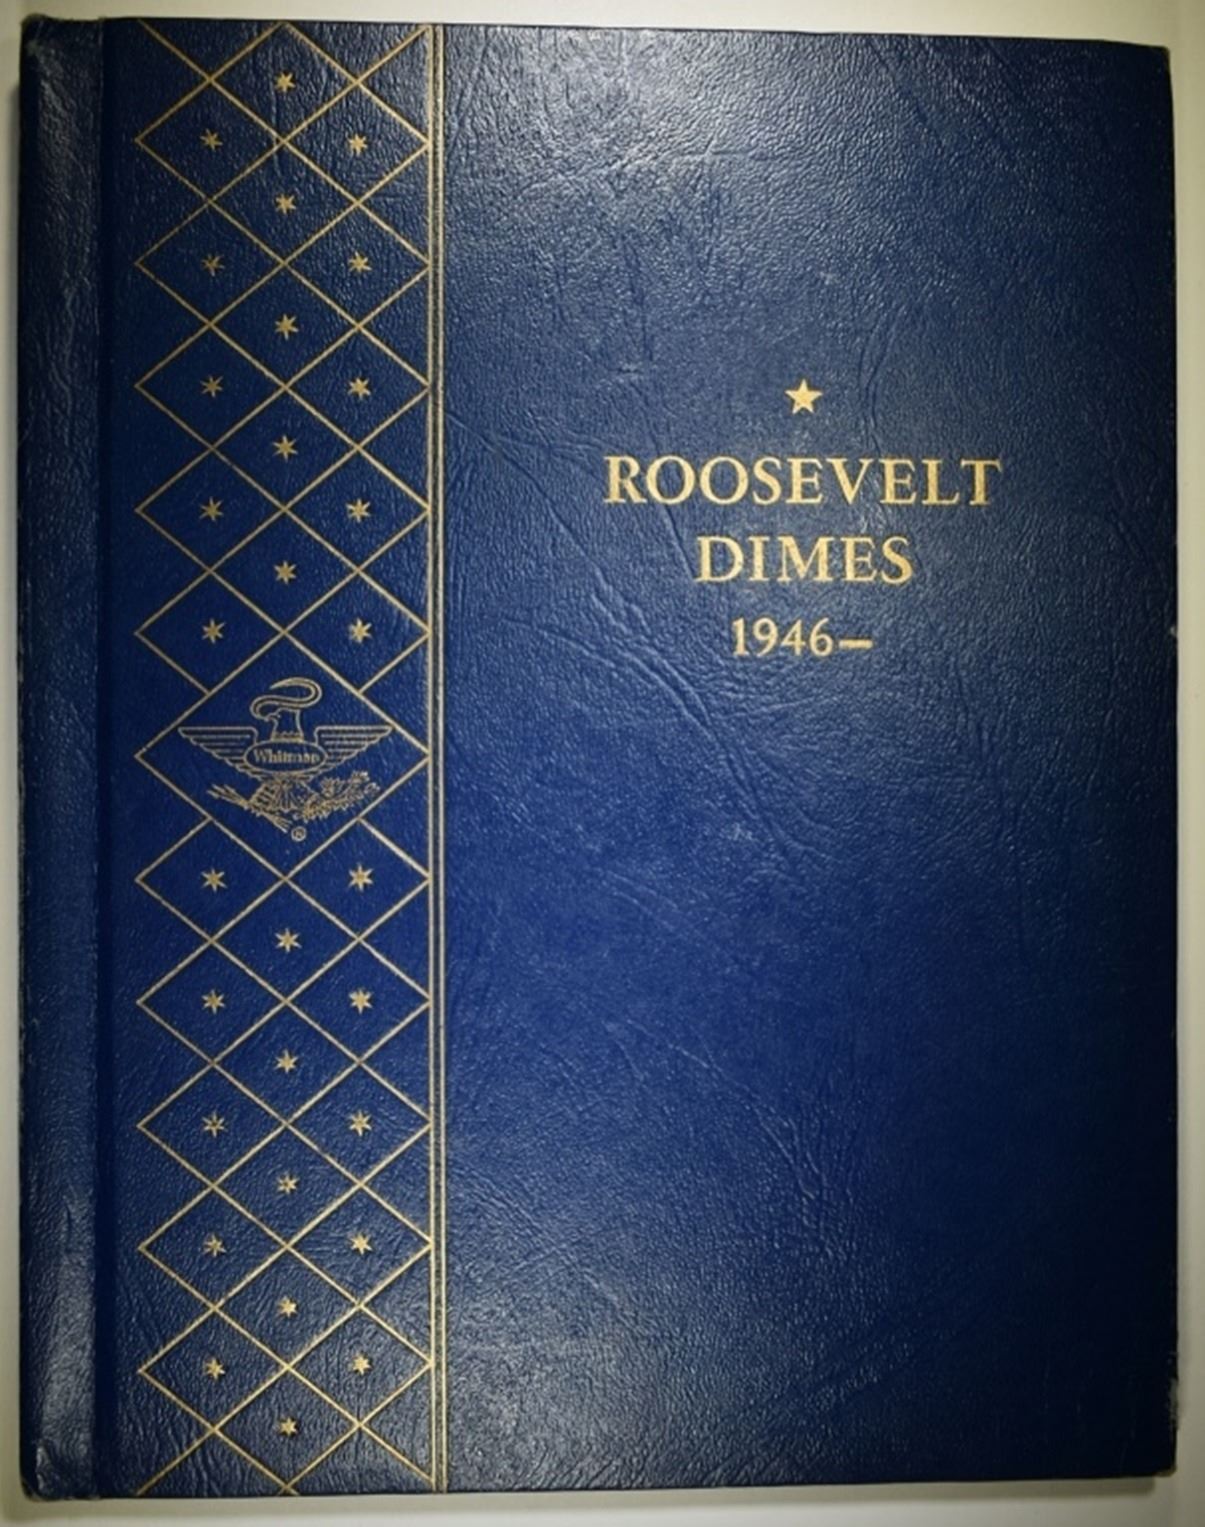 ROOSEVELT
DIMES
1946–
Whitman
®